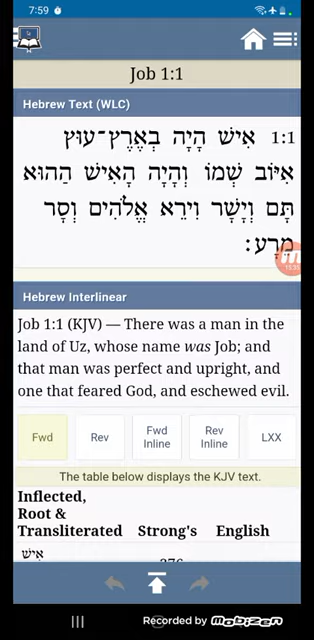 7:59
Job 1:1
Hebrew Text (WLC)
1:1 אִישׁ הָיָה בְאֶרֶץ־עוּץ
אִיּוֹב שְׁמוֹ וְהָיָה הָאִישׁ הַהוּא
תָּם וְיָשָׁר וִירֵא אֱלֹהִים וְסָר
מֵרָע׃
Hebrew Interlinear
Job 1:1 (KJV) — There was a man in the
land of Uz, whose name was Job; and
that man was perfect and upright, and
one that feared God, and eschewed evil.
Fwd Rev Fwd Inline Rev Inline LXX
The table below displays the KJV text.
Inflected,
Root &
Transliterated Strong's English
אִישׁ
Recorded by MOBIZEN